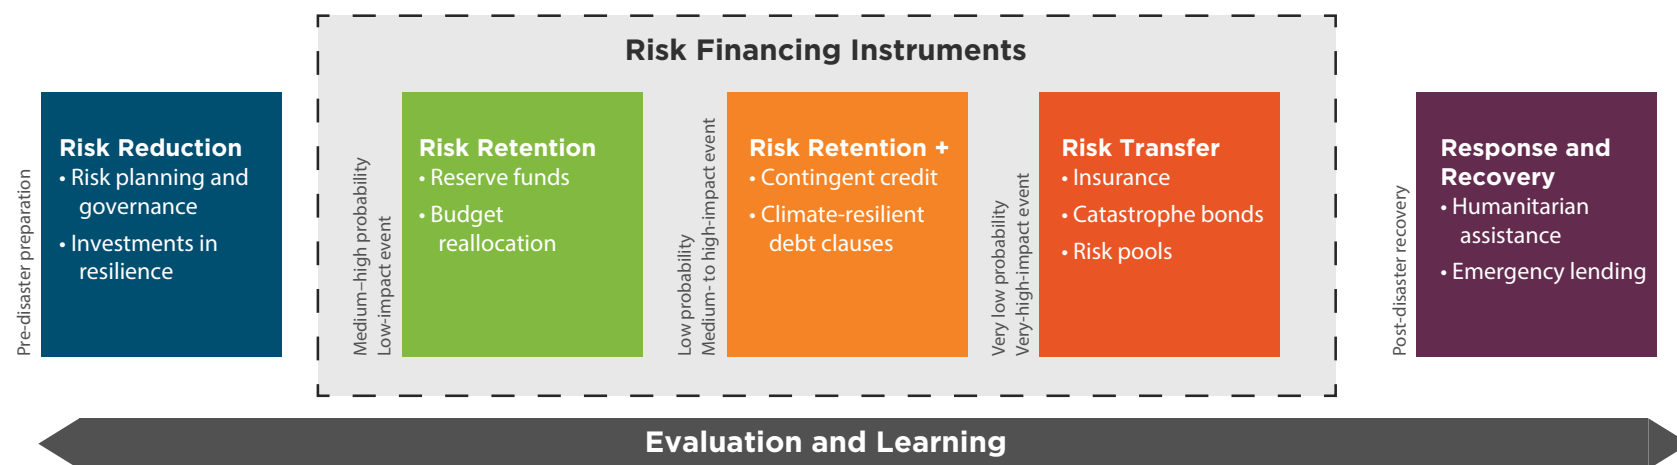 Risk Financing Instruments
Pre-disaster preparation
Risk Reduction
• Risk planning and
governance
• Investments in
resilience
Medium–high probability
Low-impact event
Risk Retention
• Reserve funds
• Budget
reallocation
Low probability
Medium- to high-impact event
Risk Retention +
• Contingent credit
• Climate-resilient
debt clauses
Very low probability
Very-high-impact event
Risk Transfer
• Insurance
• Catastrophe bonds
• Risk pools
Post-disaster recovery
Response and
Recovery
• Humanitarian
assistance
• Emergency lending
Evaluation and Learning